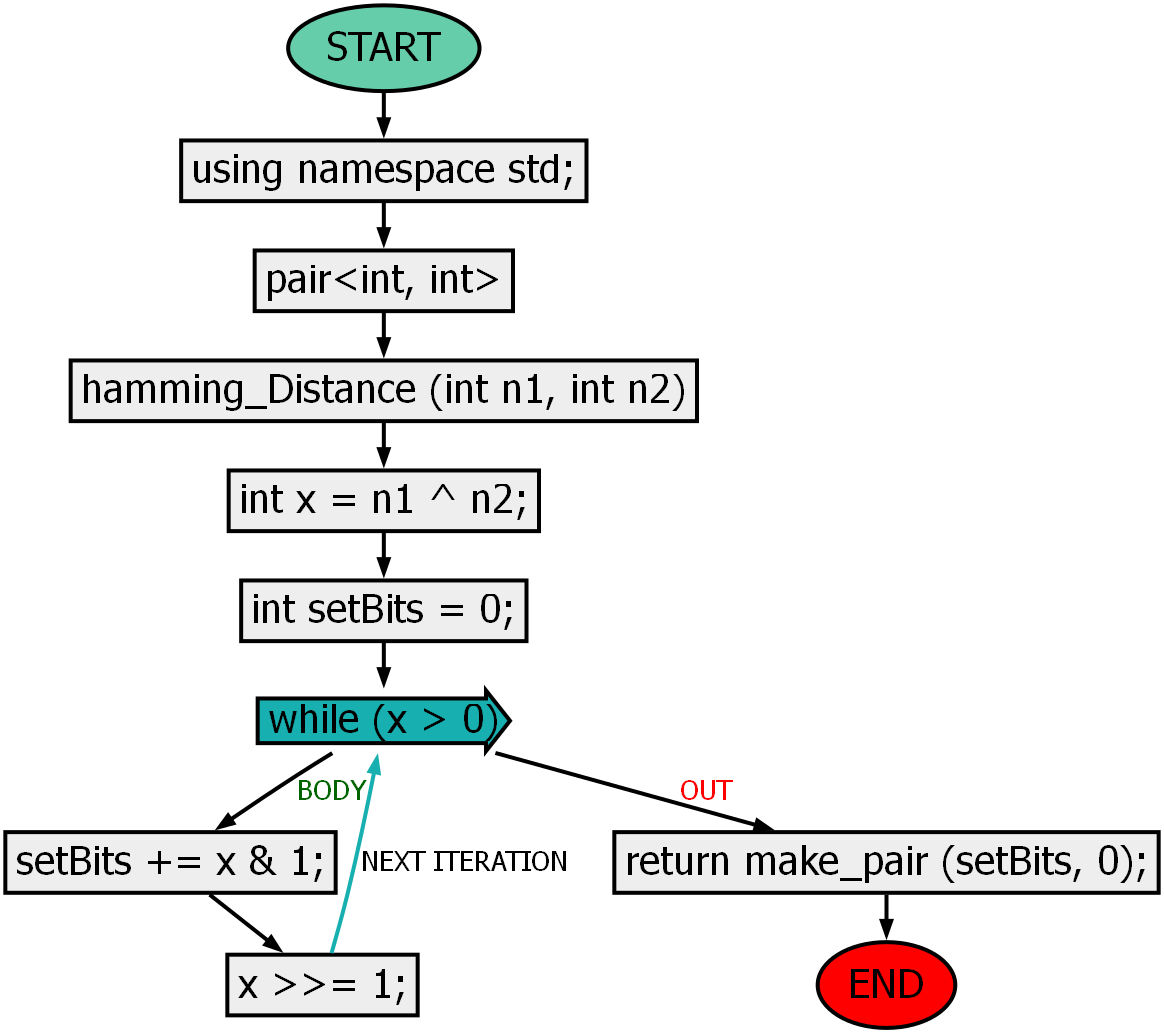 START
using namespace std;
pair<int, int>
hamming_Distance (int n1, int n2)
int x = n1 ^ n2;
int setBits = 0;
while (x > 0)
BODY
OUT
setBits += x & 1;
NEXT ITERATION
return make_pair (setBits, 0);
x >>= 1;
END